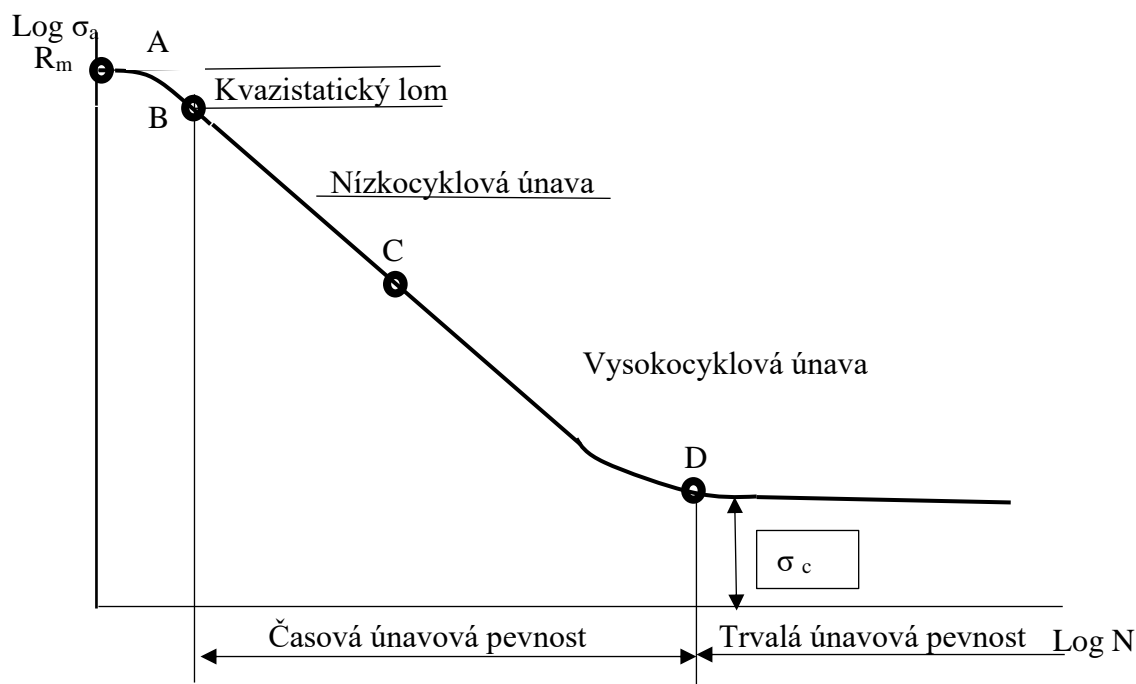 Log σₐ
A
Rₘ
Kvazistatický lom
B
Nízkocyklová únava
C
Vysokocyklová únava
D
σ c
Časová únavová pevnost
Trvalá únavová pevnost
Log N